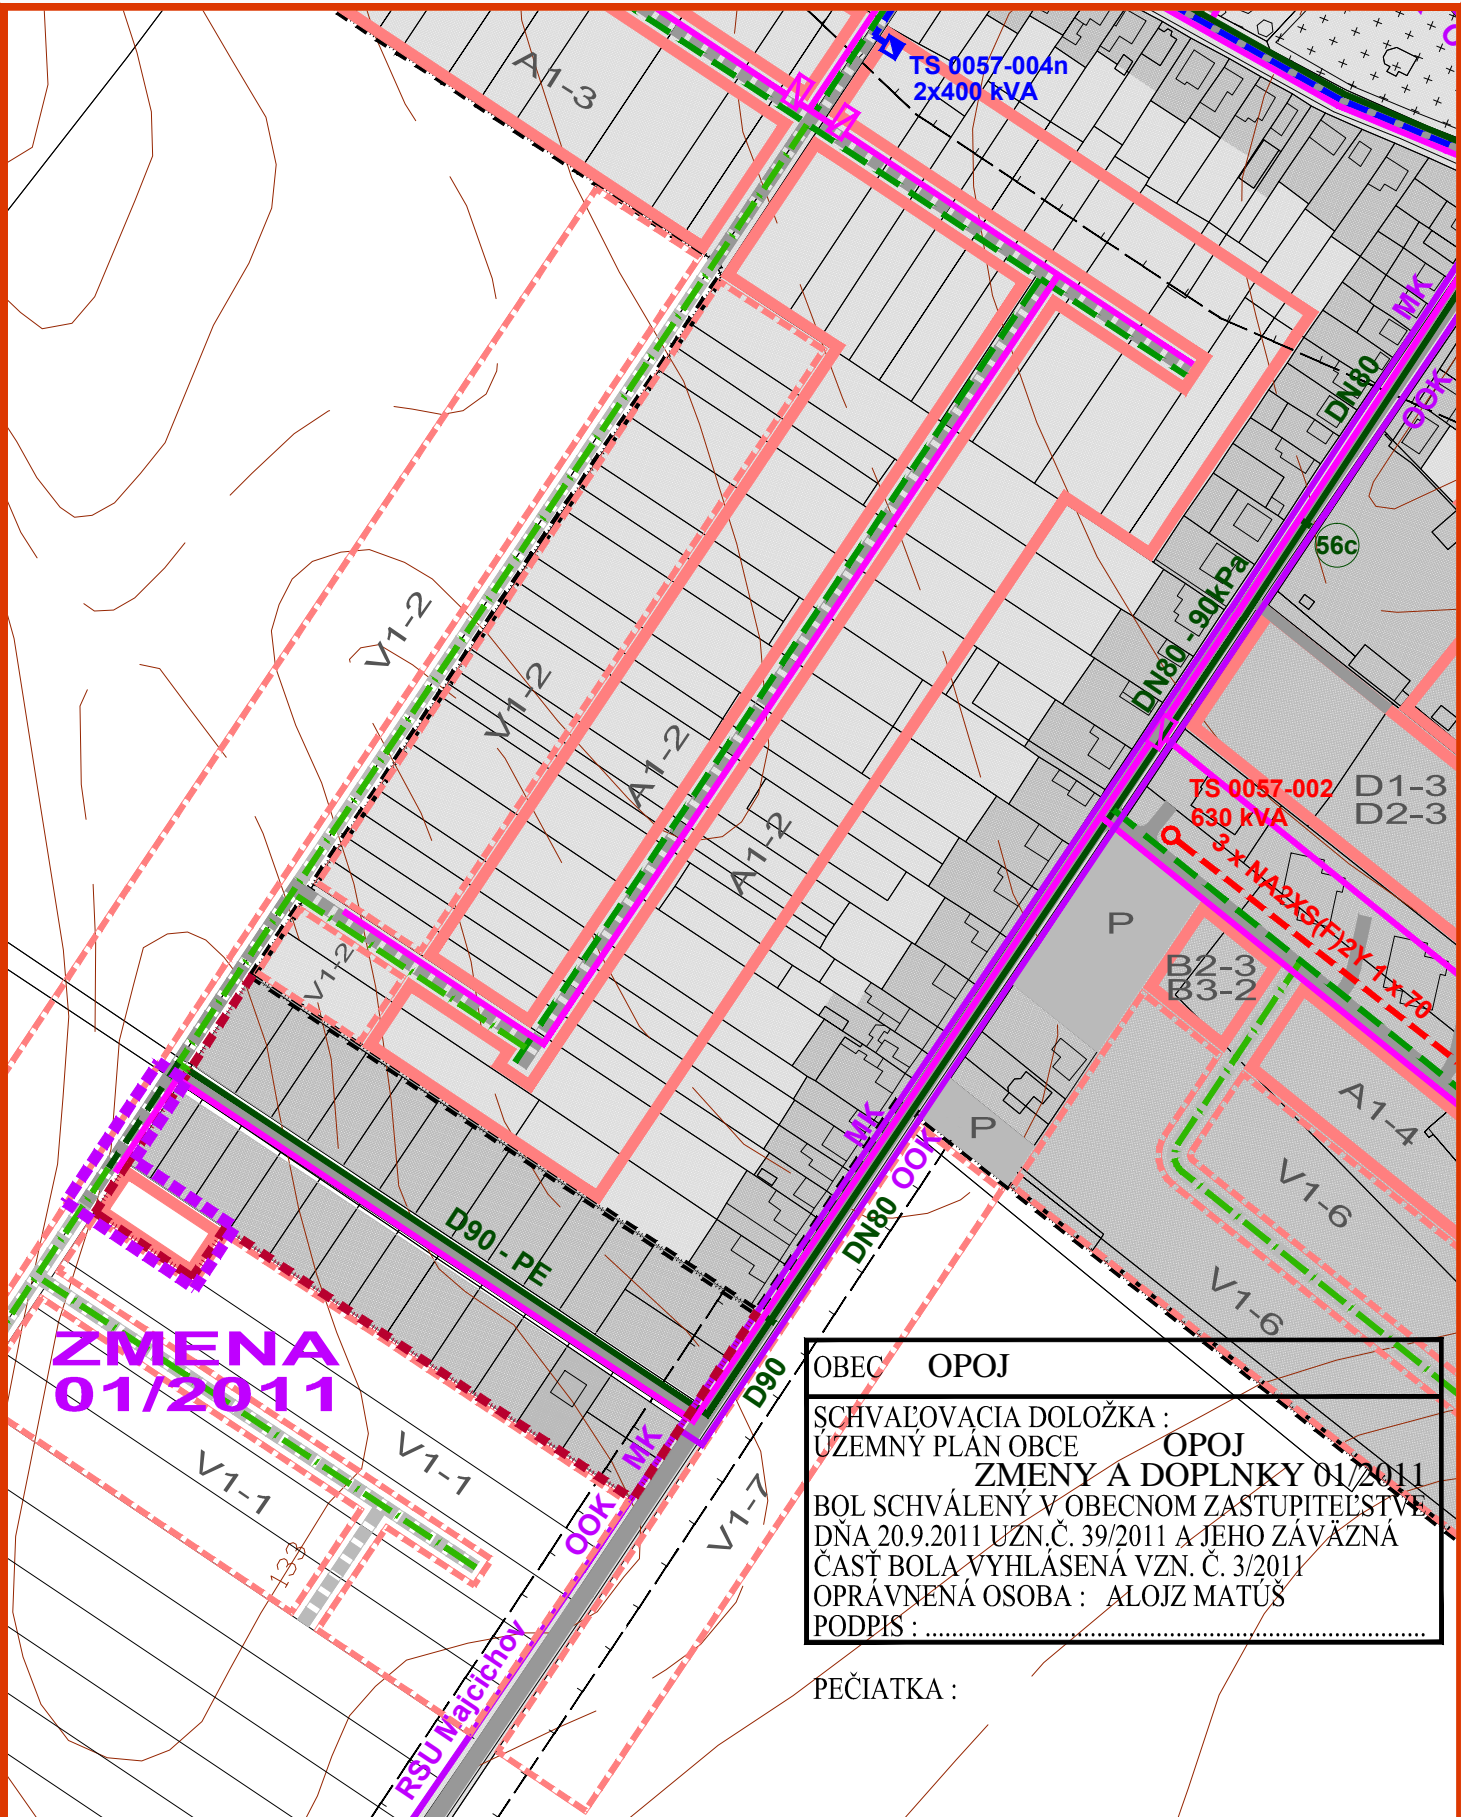 A1-3
TS 0057-004n
2x400 kVA
MK
DN80
OOK
56c
DN80 - 90kPa
V1-2
V1-2
A1-2
A1-2
TS 0057-002
630 kVA
3 x NA2XS(F)2Y 1 x 70
D1-3
D2-3
P
B2-3
B3-2
V1-2
A1-4
P
MK
OOK
DN80
V1-6
V1-6
D90 - PE
ZMENA
01/2011
D90
MK
OOK
V1-1
V1-1
V1-7
133
RSU Majcichov
OBEC OPOJ
SCHVAĽOVACIA DOLOŽKA :
ÚZEMNÝ PLÁN OBCE OPOJ
ZMENY A DOPLNKY 01/2011
BOL SCHVÁLENÝ V OBECNOM ZASTUPITEĽSTVE
DŇA 20.9.2011 UZN.Č. 39/2011 A JEHO ZÁVÄZNÁ
ČASŤ BOLA VYHLÁSENÁ VZN. Č. 3/2011
OPRÁVNENÁ OSOBA : ALOJZ MATÚŠ
PODPIS : ...............................................................................
PEČIATKA :